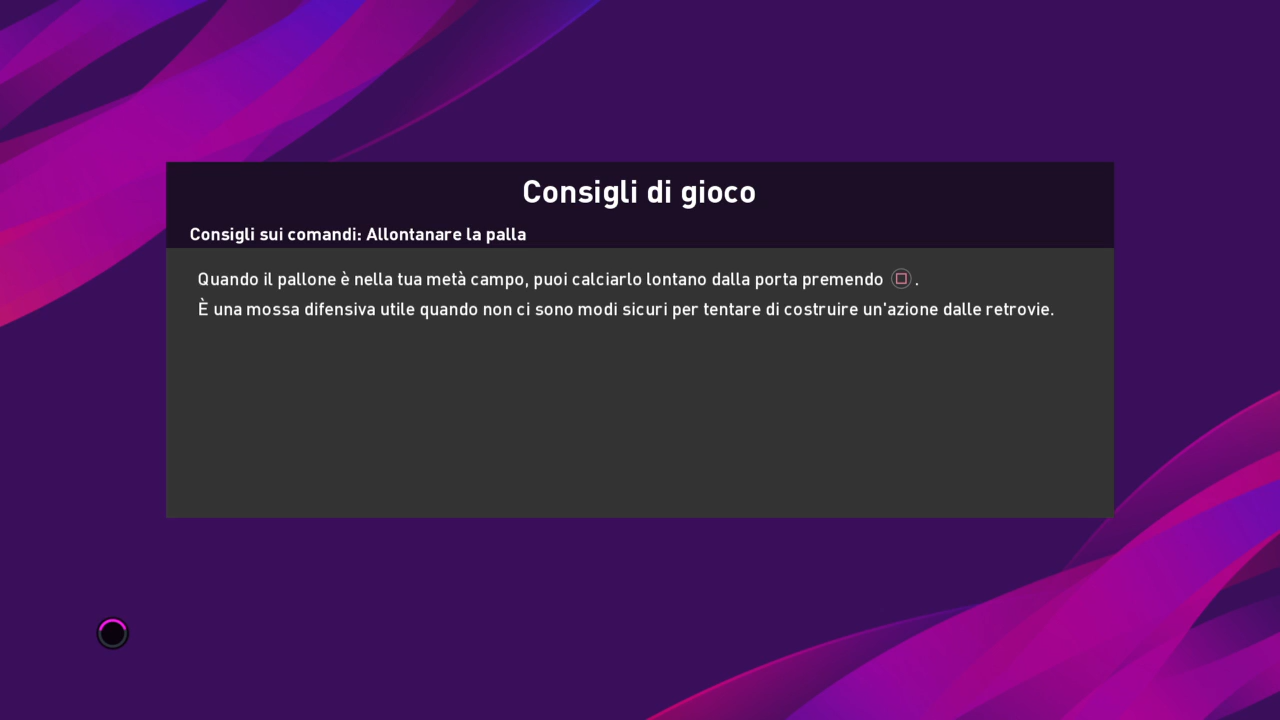 Consigli di gioco
Consigli sui comandi: Allontanare la palla
Quando il pallone è nella tua metà campo, puoi calciarlo lontano dalla porta premendo □.
È una mossa difensiva utile quando non ci sono modi sicuri per tentare di costruire un'azione dalle retrovie.